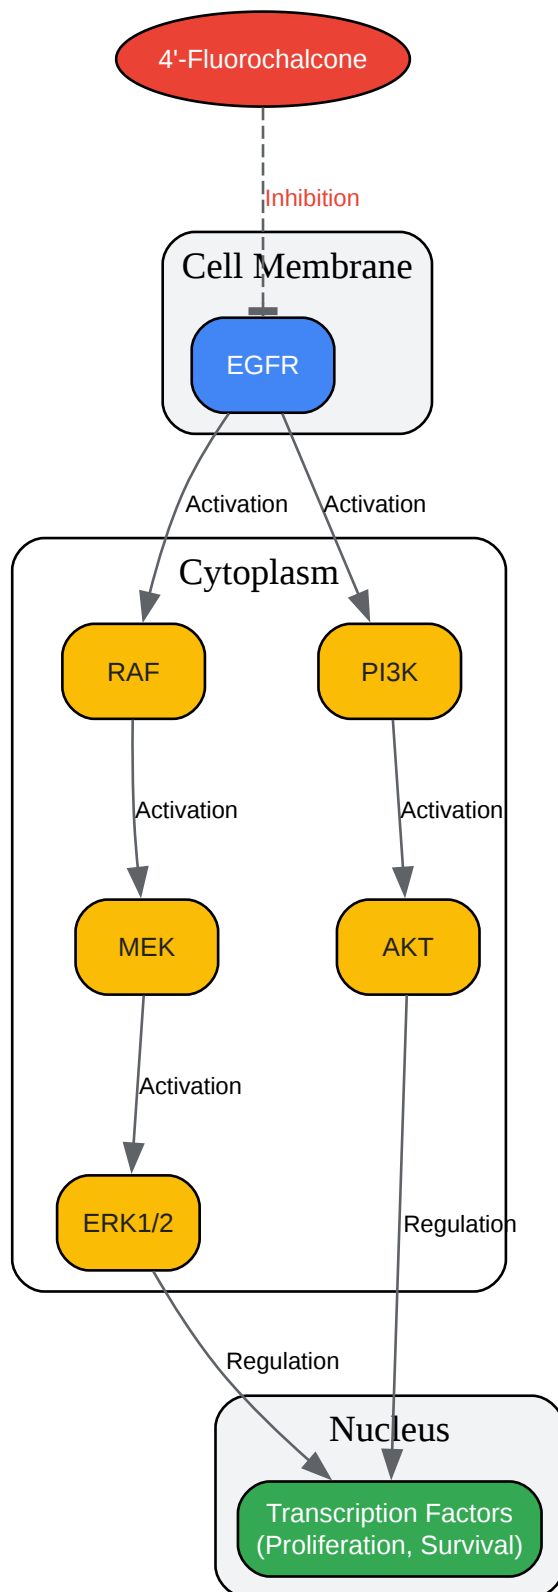 4'-Fluorochalcone
Inhibition
Cell Membrane
EGFR
Activation
Activation
Cytoplasm
RAF
PI3K
Activation
Activation
MEK
AKT
Activation
ERK1/2
Regulation
Regulation
Nucleus
Transcription Factors
(Proliferation, Survival)